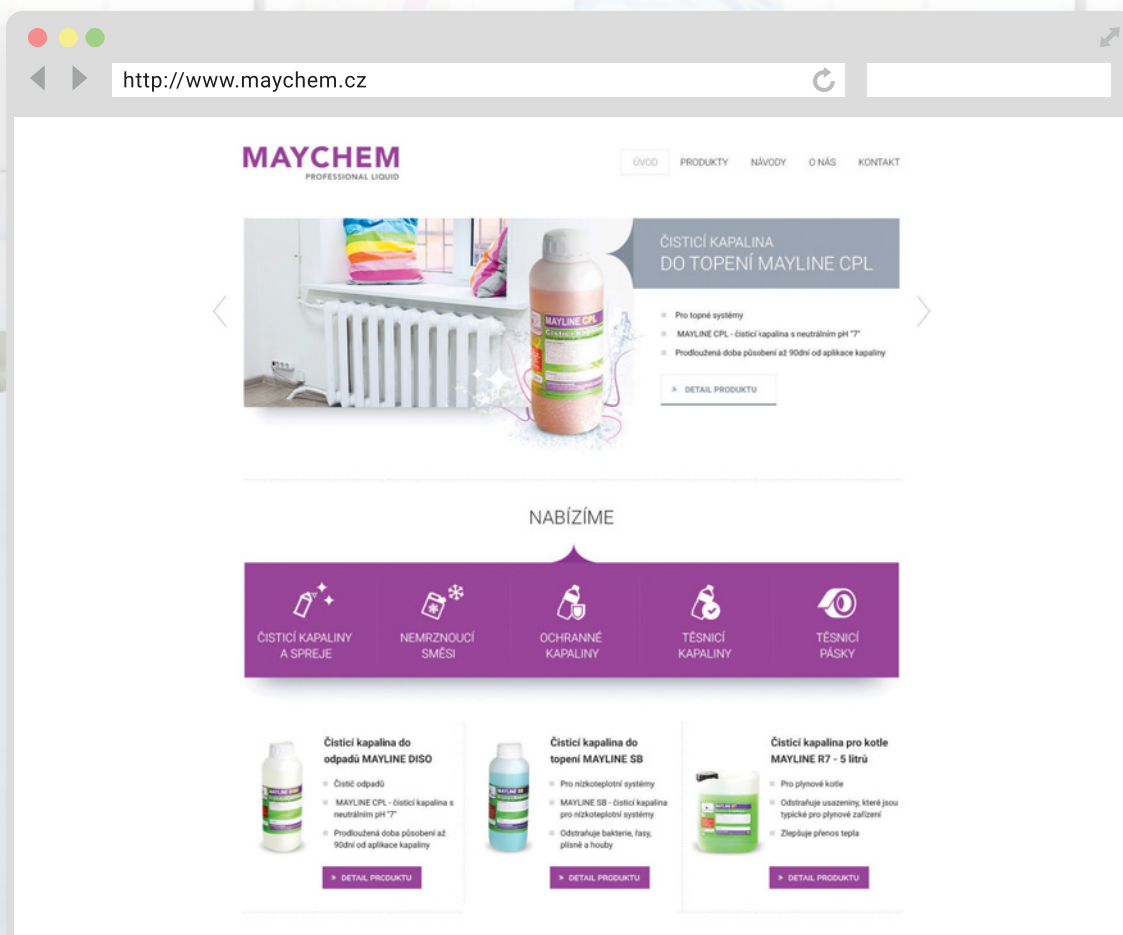 http://www.maychem.cz
MAYCHEM
PROFESSIONAL LIQUID
ÚVOD PRODUKTY NÁVODY O NÁS KONTAKT
ČISTICÍ KAPALINA
DO TOPENÍ MAYLINE CPL
Pro topné systémy
MAYLINE CPL - čisticí kapalina s neutrálním pH "7"
Prodloužená doba působení až 90dní od aplikace kapaliny
» DETAIL PRODUKTU
MAYLINE CPL
Čisticí kapalina
NABÍZÍME
ČISTICÍ KAPALINY
A SPREJE
NEMRZNOUCÍ
SMĚSI
OCHRANNÉ
KAPALINY
TĚSNICÍ
KAPALINY
TĚSNICÍ
PÁSKY
Čisticí kapalina do
odpadů MAYLINE DISO
Čistič odpadů
MAYLINE CPL - čisticí kapalina s
neutrálním pH "7"
Prodloužená doba působení až
90dní od aplikace kapaliny
» DETAIL PRODUKTU
Čisticí kapalina do
topení MAYLINE SB
Pro nízkoteplotní systémy
MAYLINE SB - čisticí kapalina
pro nízkoteplotní systémy
Odstraňuje bakterie, řasy,
plísně a houby
» DETAIL PRODUKTU
Čisticí kapalina pro kotle
MAYLINE R7 - 5 litrů
Pro plynové kotle
Odstraňuje usazeniny, které jsou
typické pro plynové zařízení
Zlepšuje přenos tepla
» DETAIL PRODUKTU